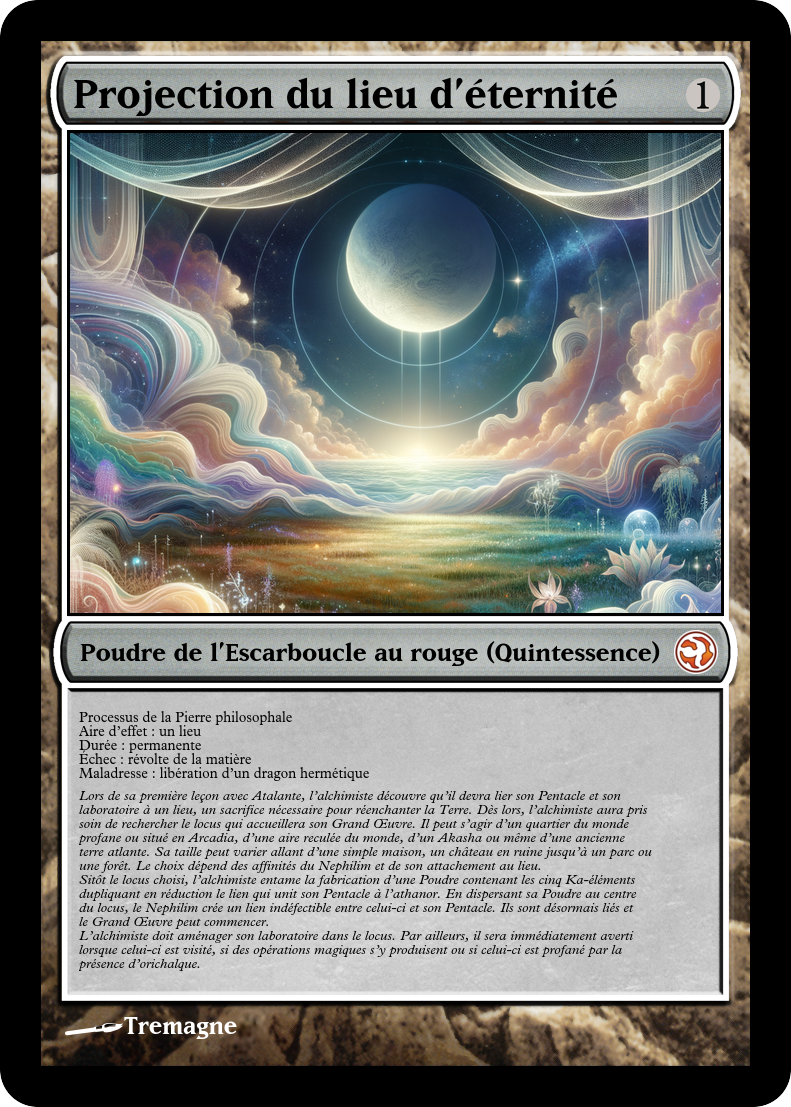 Projection du lieu d'éternité
1
Poudre de l'Escarboucle au rouge (Quintessence)
Processus de la Pierre philosophale
Aire d'effet : un lieu
Durée : permanente
Échec : révolte de la matière
Maladresse : libération d'un dragon hermétique
Lors de sa première leçon avec Atalante, l'alchimiste découvre qu'il devra lier son Pentacle et son
laboratoire à un lieu, un sacrifice nécessaire pour réenchanter la Terre. Dès lors, l'alchimiste aura pris
soin de rechercher le locus qui accueillera son Grand Œuvre. Il peut s'agir d'un quartier du monde
profane ou situé en Arcadia, d'une aire reculée du monde, d'un Akasha ou même d'une ancienne
terre atlante. Sa taille peut varier allant d'une simple maison, un château en ruine jusqu'à un parc ou
une forêt. Le choix dépend des affinités du Nephilim et de son attachement au lieu.
Sitôt le locus choisi, l'alchimiste entame la fabrication d'une Poudre contenant les cinq Ka-éléments
dupliquant en réduction le lien qui unit son Pentacle à l'athanor. En dispersant sa Poudre au centre
du locus, le Nephilim crée un lien indéfectible entre celui-ci et son Pentacle. Ils sont désormais liés et
le Grand Œuvre peut commencer.
L'alchimiste doit aménager son laboratoire dans le locus. Par ailleurs, il sera immédiatement averti
lorsque celui-ci est visité, si des opérations magiques s'y produisent ou si celui-ci est profané par la
présence d'orichalque.
Tremagne